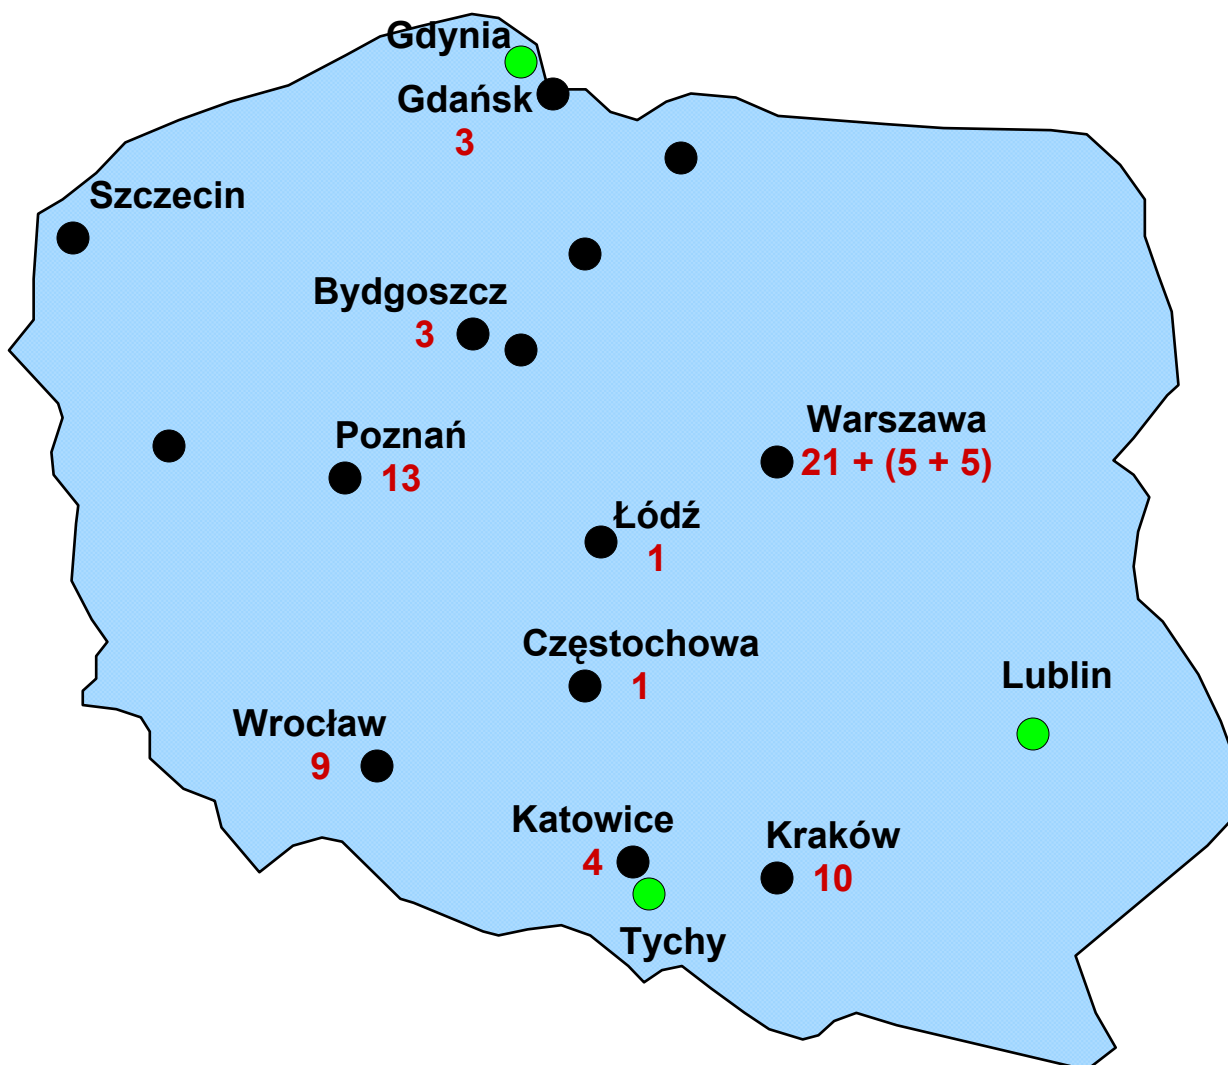 Gdynia
Gdańsk
3
Szczecin
Bydgoszcz
3
Poznań
13
Warszawa
21 + (5 + 5)
Łódź
1
Częstochowa
1
Lublin
Wrocław
9
Katowice
4
Kraków
10
Tychy